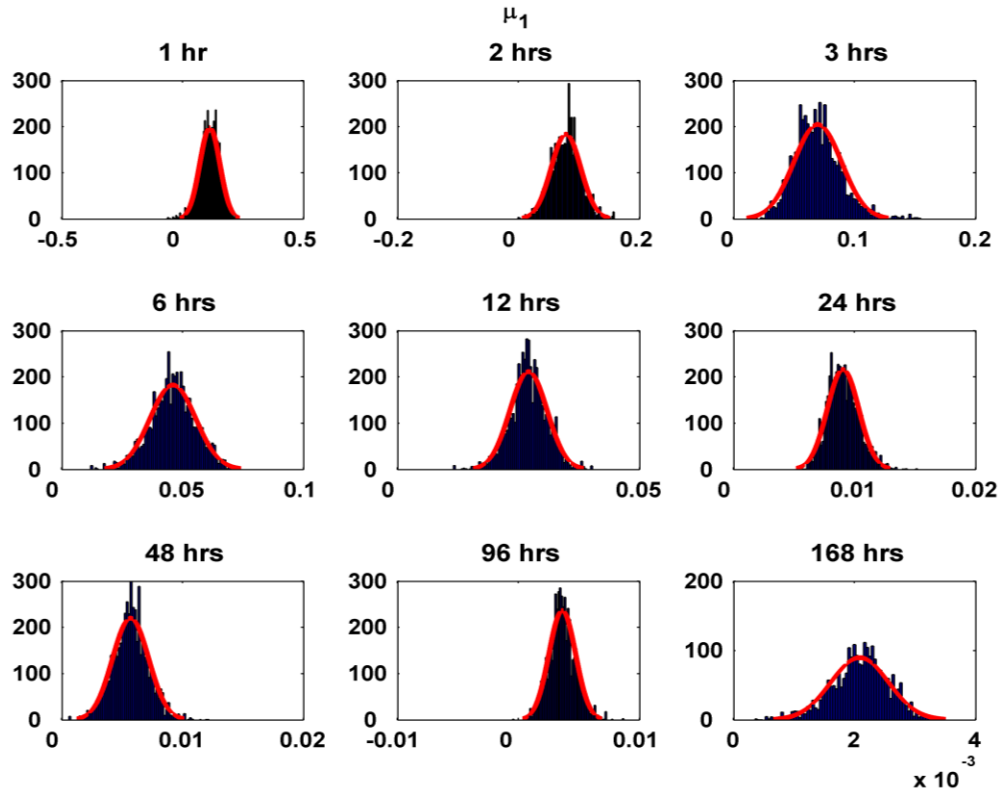 μ1
1 hr 2 hrs 3 hrs
300 300 300
200 200 200
100 100 100
0 0 0
-0.5 0 0.5 -0.2 0 0.2 0 0.1 0.2
6 hrs 12 hrs 24 hrs
300 300 300
200 200 200
100 100 100
0 0 0
0 0.05 0.1 0 0.05 0 0.01 0.02
48 hrs 96 hrs 168 hrs
300 300 200
200 200
100 100 100
0 0 0
0 0.01 0.02 -0.01 0 0.01 0 2 4
x 10-3